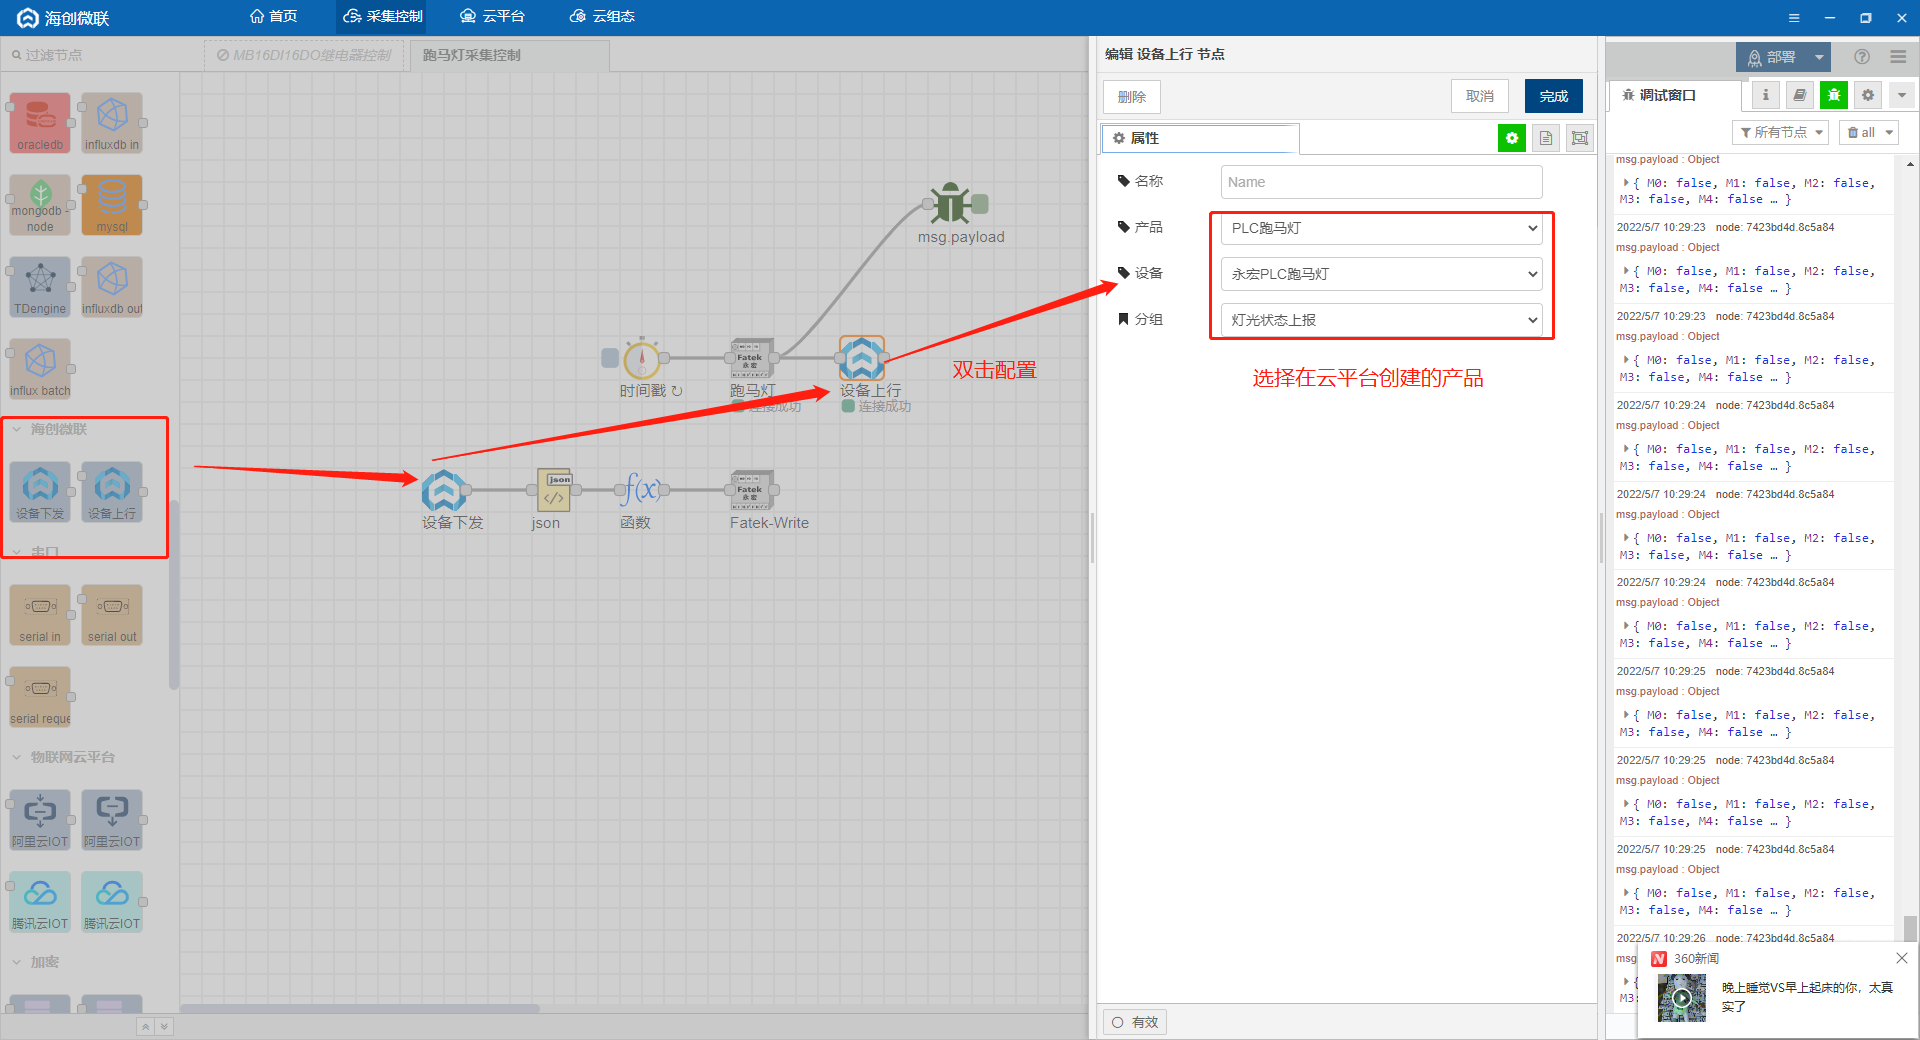 海创微联
首页
采集控制
云平台
云组态
过滤节点
MB16DI16DO继电器控制
跑马灯采集控制
oracledb
influxdb in
mongodb - node
mysql
TDengine
influxdb out
influx batch
海创微联
设备下发
设备上行
串口
serial in
serial out
serial reque
物联网云平台
阿里云IOT
阿里云IOT
腾讯云IOT
腾讯云IOT
加密
msg.payload
时间戳 ↻
Fatek
永宏
跑马灯
连接成功
设备上行
连接成功
双击配置
设备下发
json
json
f(x)
函数
Fatek
永宏
Fatek-Write
编辑 设备上行 节点
删除
取消
完成
属性
名称
Name
产品
PLC跑马灯
设备
永宏PLC跑马灯
分组
灯光状态上报
选择在云平台创建的产品
有效
部署
调试窗口
所有节点
all
msg.payload : Object
{ M0: false, M1: false, M2: false,
M3: false, M4: false … }
2022/5/7 10:29:23 node: 7423bd4d.8c5a84
msg.payload : Object
{ M0: false, M1: false, M2: false,
M3: false, M4: false … }
2022/5/7 10:29:23 node: 7423bd4d.8c5a84
msg.payload : Object
{ M0: false, M1: false, M2: false,
M3: false, M4: false … }
2022/5/7 10:29:24 node: 7423bd4d.8c5a84
msg.payload : Object
{ M0: false, M1: false, M2: false,
M3: false, M4: false … }
2022/5/7 10:29:24 node: 7423bd4d.8c5a84
msg.payload : Object
{ M0: false, M1: false, M2: false,
M3: false, M4: false … }
2022/5/7 10:29:24 node: 7423bd4d.8c5a84
msg.payload : Object
{ M0: false, M1: false, M2: false,
M3: false, M4: false … }
2022/5/7 10:29:25 node: 7423bd4d.8c5a84
msg.payload : Object
{ M0: false, M1: false, M2: false,
M3: false, M4: false … }
2022/5/7 10:29:25 node: 7423bd4d.8c5a84
msg.payload : Object
{ M0: false, M1: false, M2: false,
M3: false, M4: false … }
2022/5/7 10:29:25 node: 7423bd4d.8c5a84
msg.payload : Object
{ M0: false, M1: false, M2: false,
M3: false, M4: false … }
2022/5/7 10:29:26 node: 7423bd4d.8c5a84
msg
{
M3:
360新闻
晚上睡觉VS早上起床的你，太真
实了